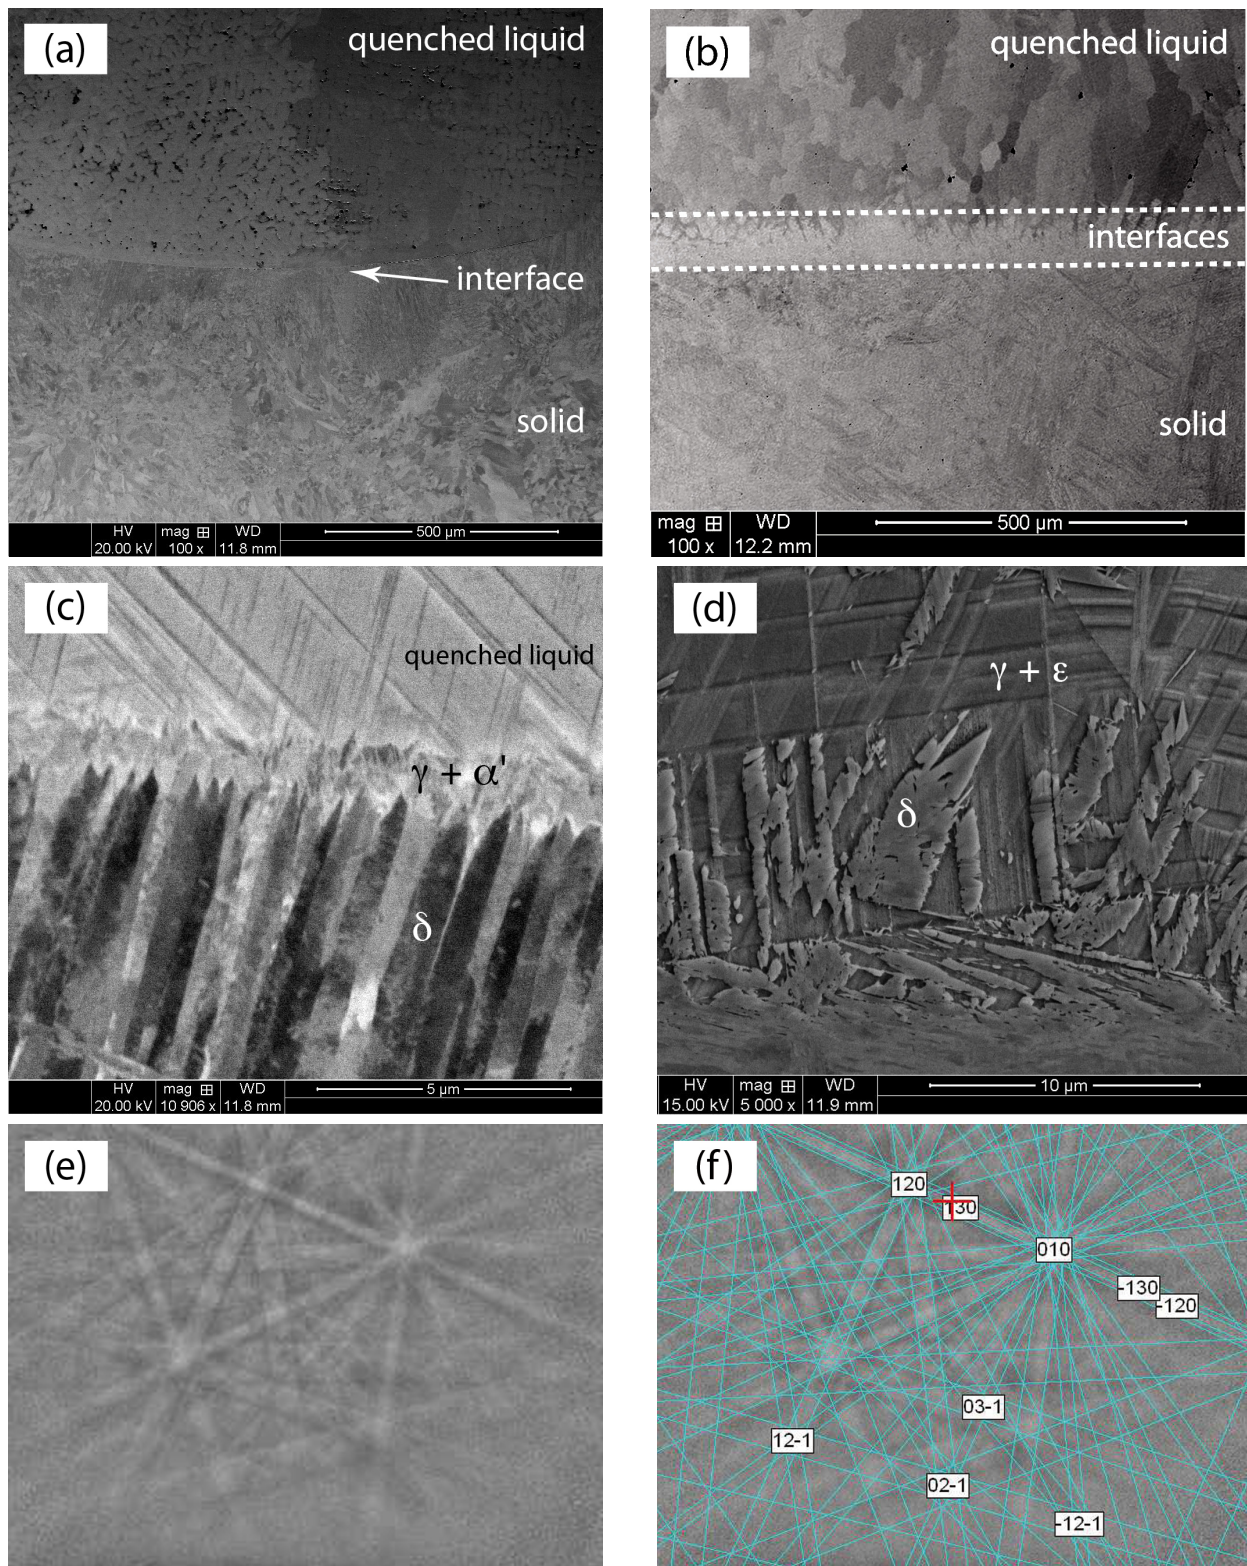 (a)
quenched liquid
interface
solid
HV
mag
WD
500 µm
20.00 kV
100 x
11.8 mm
(b)
quenched liquid
interfaces
solid
mag
WD
500 µm
100 x
12.2 mm
(c)
quenched liquid
γ + α'
δ
HV
mag
WD
5 µm
20.00 kV
10 906 x
11.8 mm
(d)
γ + ε
δ
HV
mag
WD
10 µm
15.00 kV
5 000 x
11.9 mm
(e)
(f)
120
130
010
-130
-120
03-1
12-1
02-1
-12-1